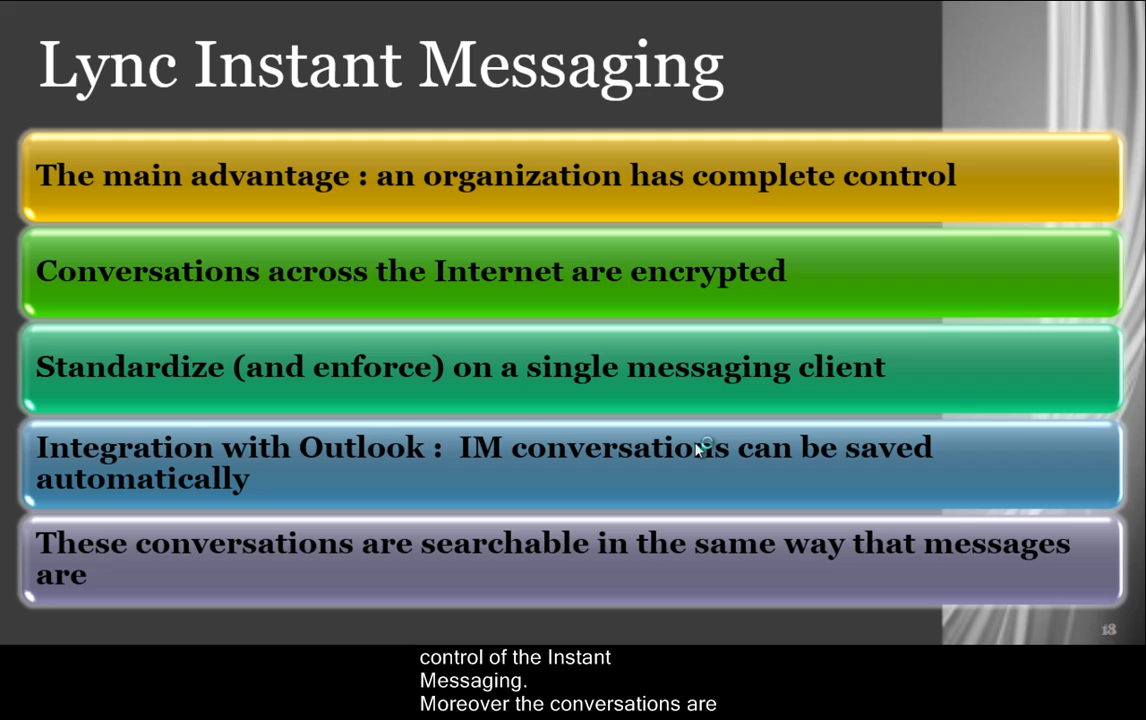 Lync Instant Messaging
The main advantage : an organization has complete control
Conversations across the Internet are encrypted
Standardize (and enforce) on a single messaging client
Integration with Outlook :  IM conversations can be saved
automatically
These conversations are searchable in the same way that messages
are
18
control of the Instant
Messaging.
Moreover the conversations are